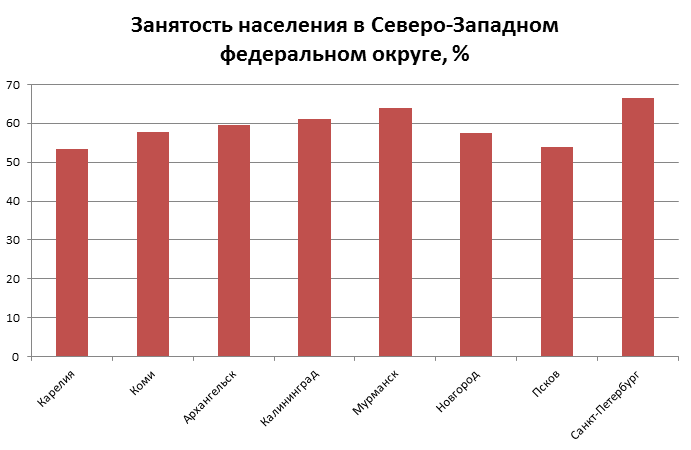 Занятость населения в Северо-Западном
федеральном округе, %
70
60
50
40
30
20
10
0
Карелия
Коми
Архангельск
Калининград
Мурманск
Новгород
Псков
Санкт-Петербург